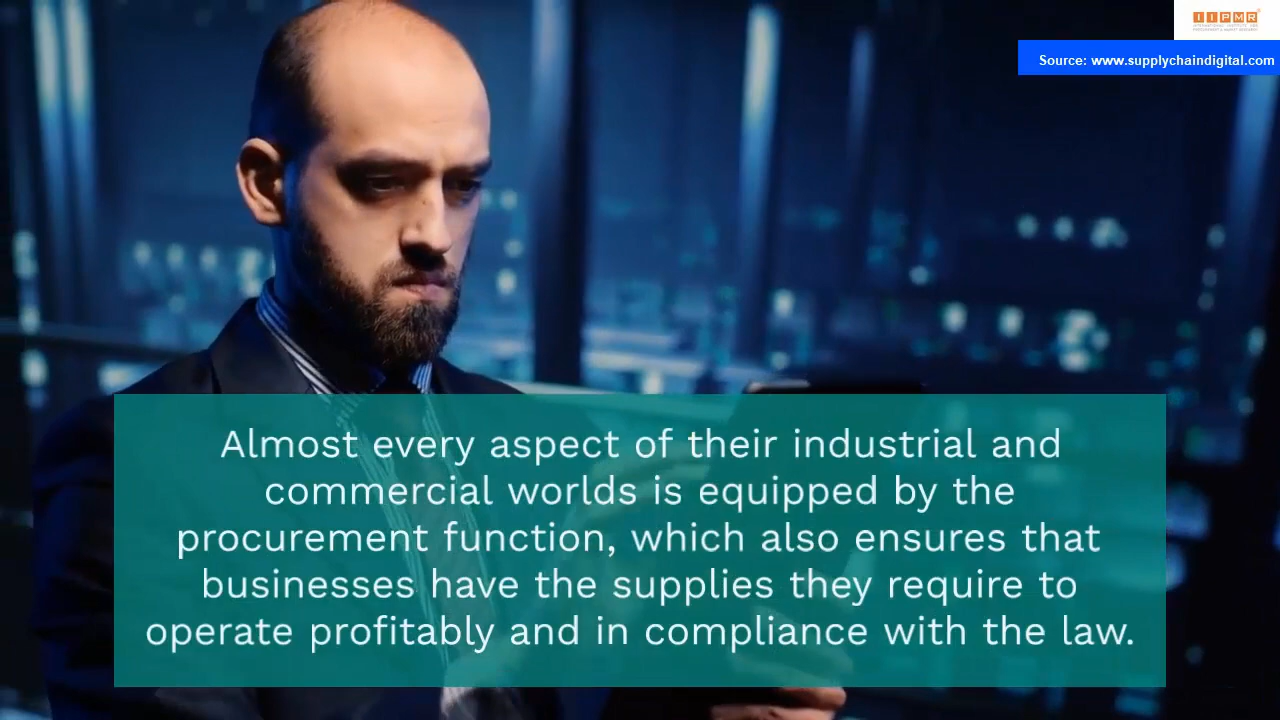 IIPMR
Source: www.supplychaindigital.com
Almost every aspect of their industrial and
commercial worlds is equipped by the
procurement function, which also ensures that
businesses have the supplies they require to
operate profitably and in compliance with the law.